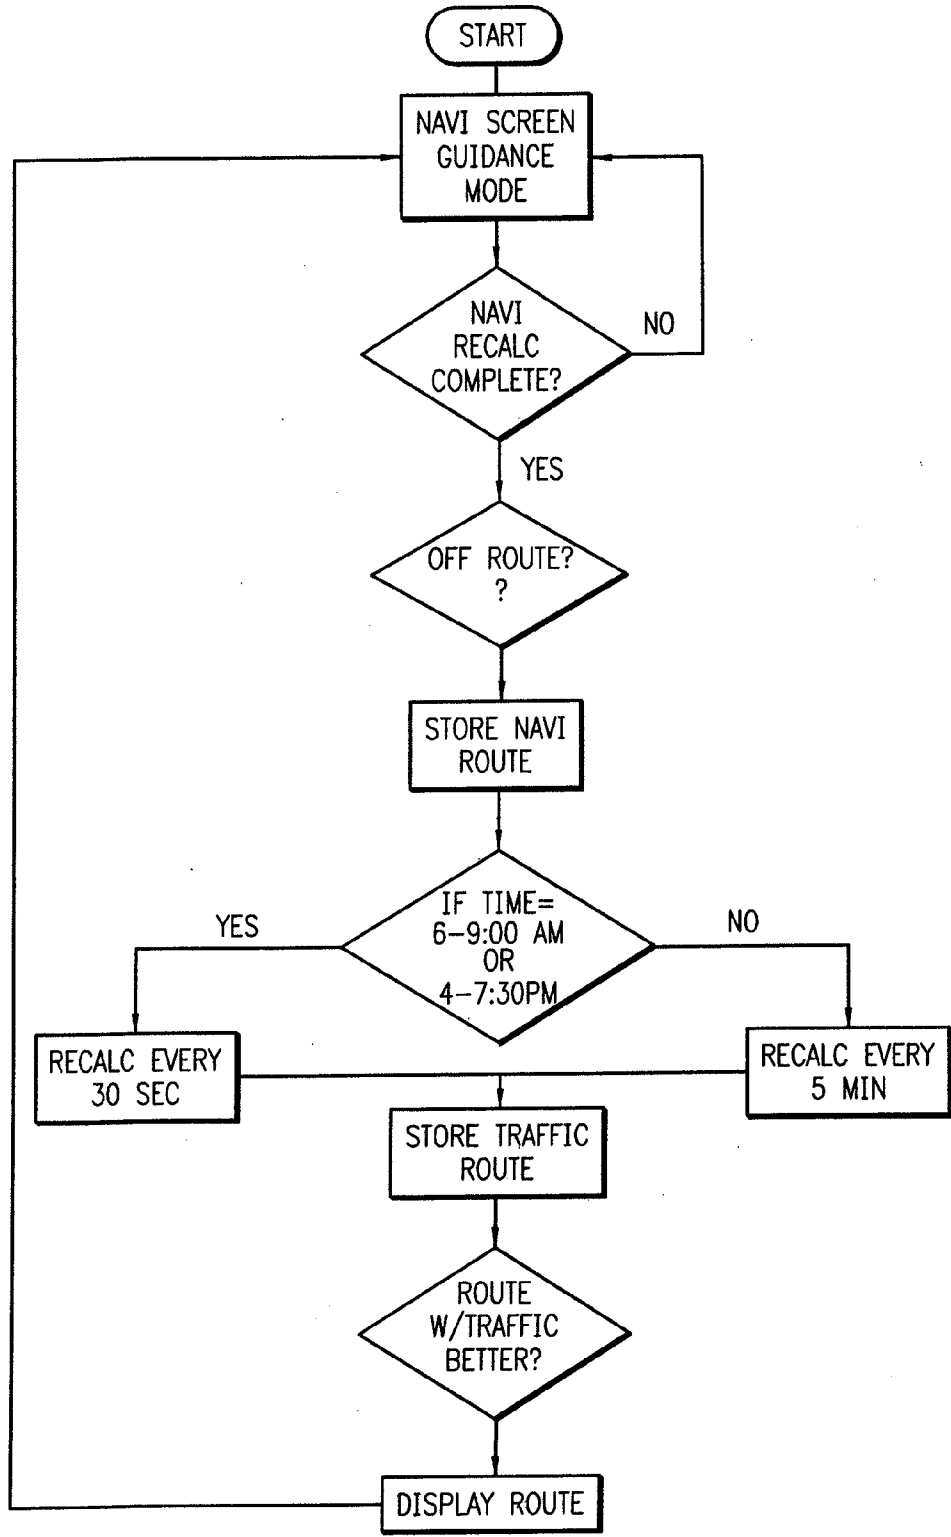 START
NAVI SCREEN
GUIDANCE
MODE
NAVI
RECALC
COMPLETE?
NO
YES
OFF ROUTE?
?
STORE NAVI
ROUTE
IF TIME=
6-9:00 AM
OR
4-7:30PM
YES
NO
RECALC EVERY
30 SEC
RECALC EVERY
5 MIN
STORE TRAFFIC
ROUTE
ROUTE
W/TRAFFIC
BETTER?
DISPLAY ROUTE